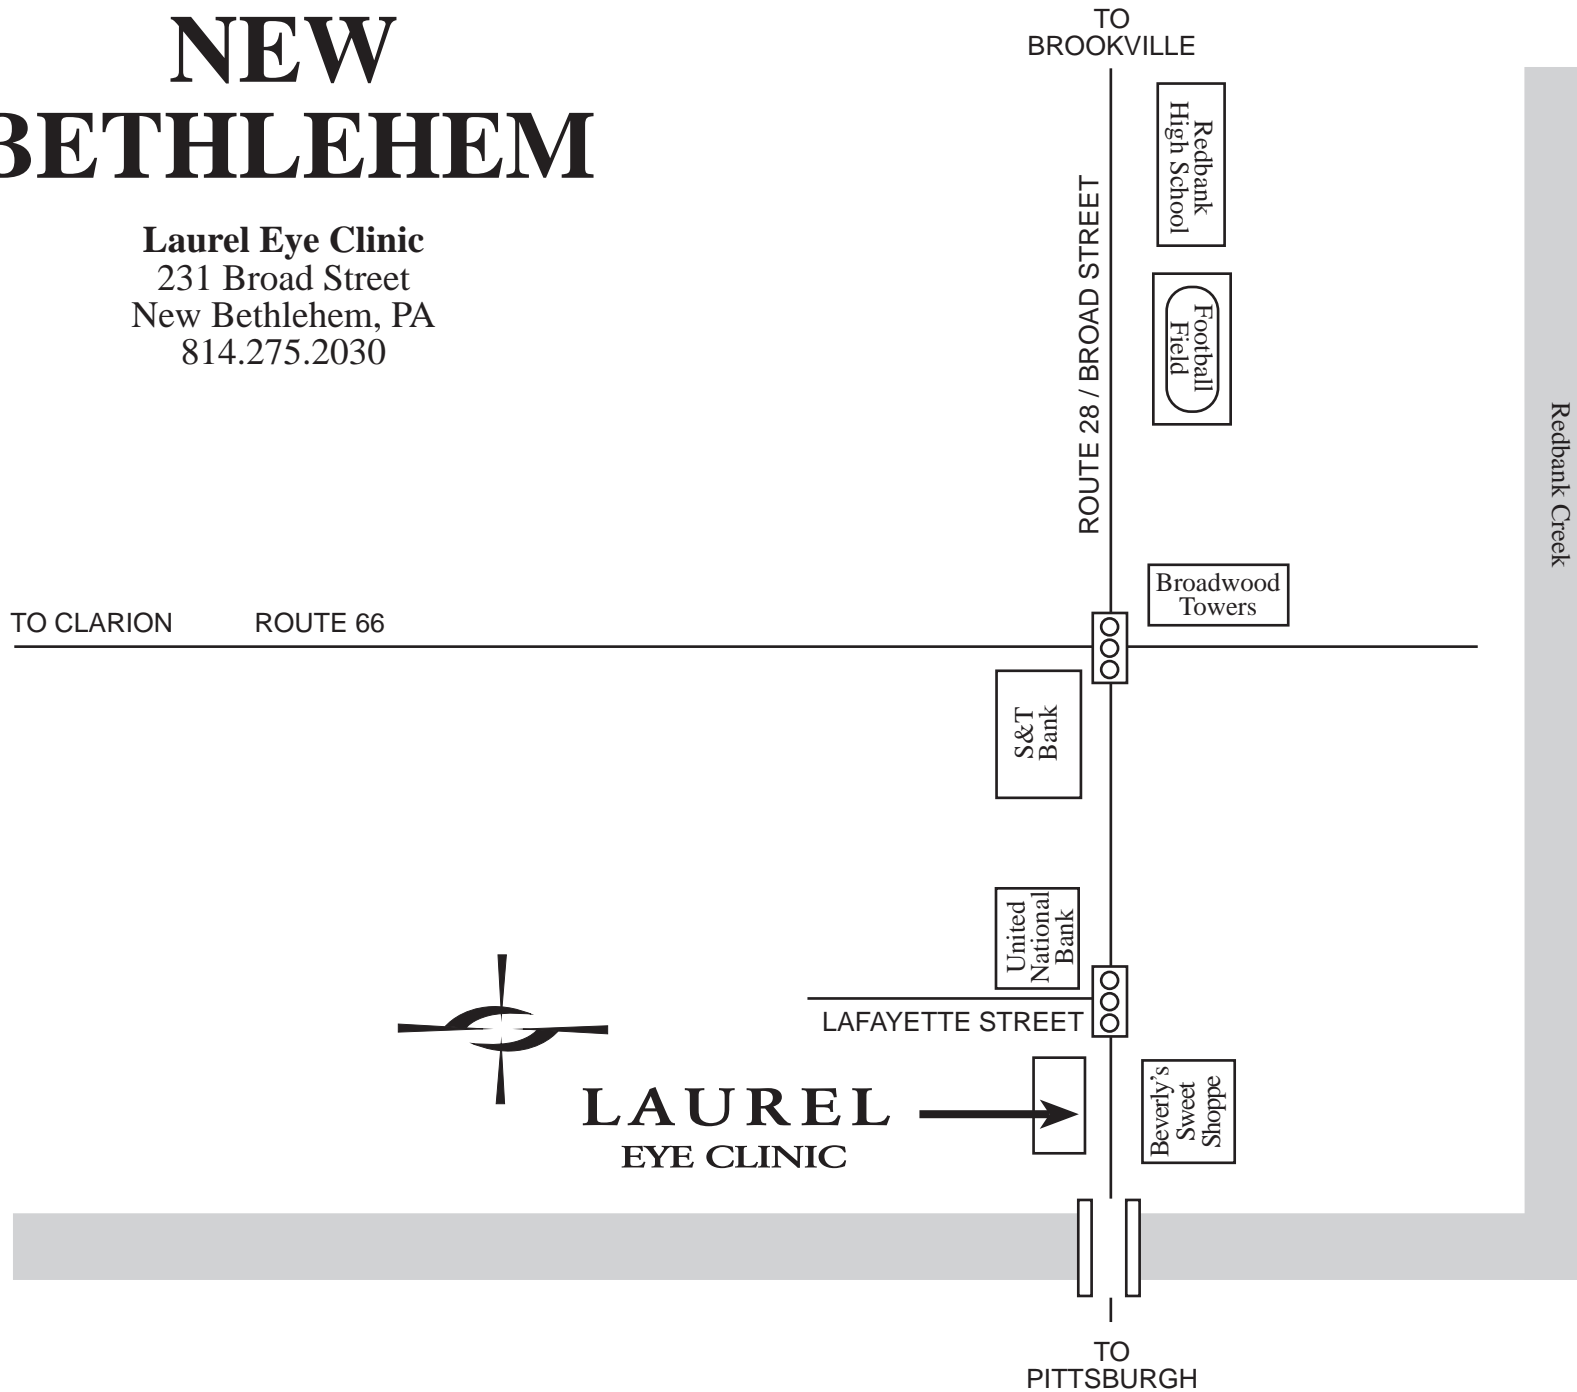 NEW
BETHLEHEM
Laurel Eye Clinic
231 Broad Street
New Bethlehem, PA
814.275.2030
TO
BROOKVILLE
Redbank
High School
ROUTE 28 / BROAD STREET
Football
Field
Redbank Creek
Broadwood
Towers
TO CLARION
ROUTE 66
S&T
Bank
United
National
Bank
LAFAYETTE STREET
LAUREL
EYE CLINIC
Beverly's
Sweet
Shoppe
TO
PITTSBURGH